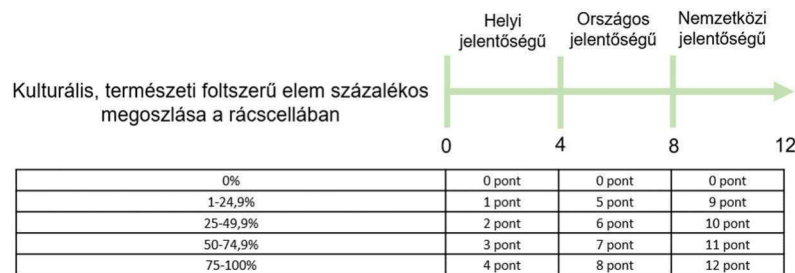 Helyi Országos Nemzetközi
jelentőségű jelentőségű jelentőségű
Kulturális, természeti foltszerű elem százalékos
megoszlása a rácscellában
0 4 8 12
0% 0 pont 0 pont 0 pont
1-24,9% 1 pont 5 pont 9 pont
25-49,9% 2 pont 6 pont 10 pont
50-74,9% 3 pont 7 pont 11 pont
75-100% 4 pont 8 pont 12 pont